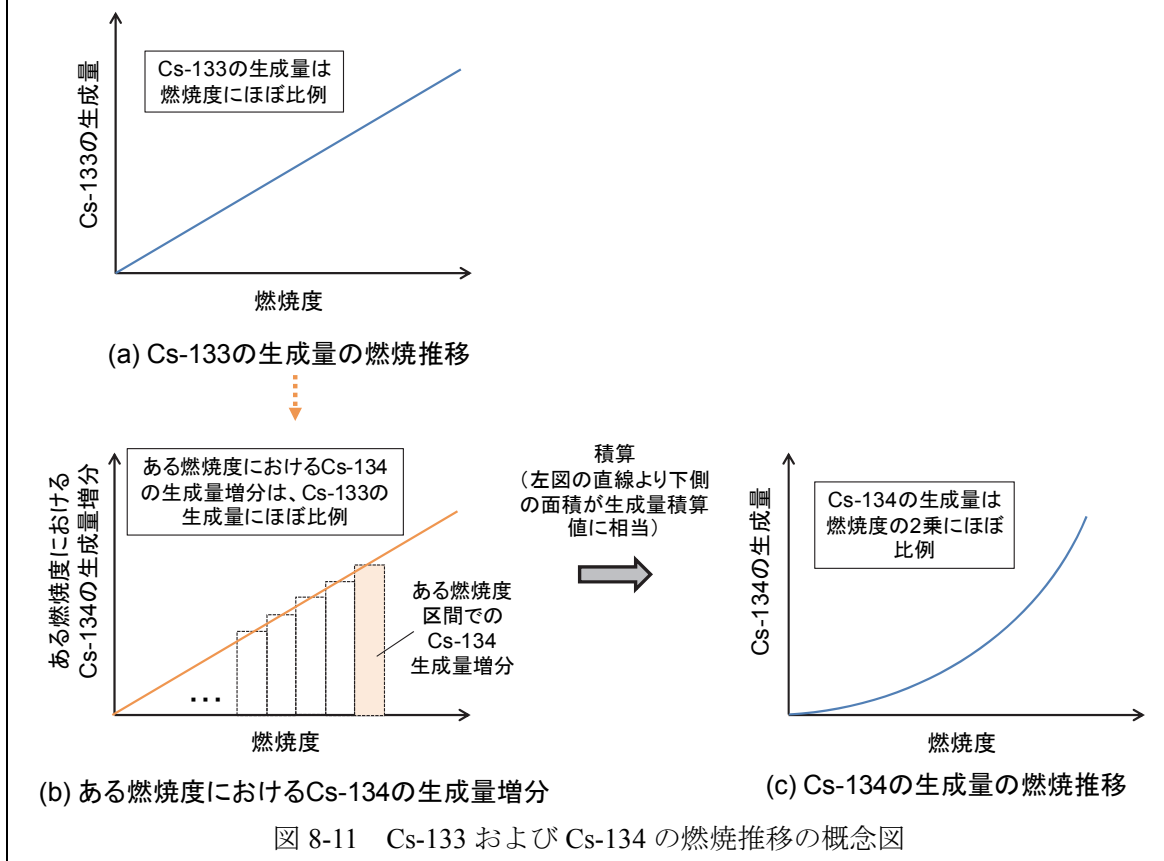 Cs-133の生成量
Cs-133の生成量は
燃焼度にほぼ比例
燃焼度
(a) Cs-133の生成量の燃焼推移
ある燃焼度における
Cs-134の生成量増分
ある燃焼度におけるCs-134
の生成量増分は、Cs-133の
生成量にほぼ比例
ある燃焼度
区間での
Cs-134
生成量増分
…
燃焼度
(b) ある燃焼度におけるCs-134の生成量増分
積算
（左図の直線より下側
の面積が生成量積算
値に相当）
Cs-134の生成量
Cs-134の生成量は
燃焼度の2乗にほぼ
比例
燃焼度
(c) Cs-134の生成量の燃焼推移
図 8-11 Cs-133 および Cs-134 の燃焼推移の概念図